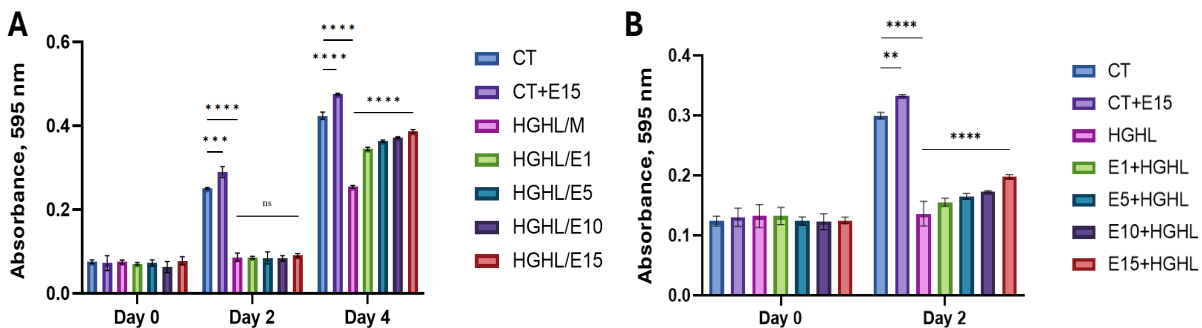 A
Absorbance, 595 nm
0.6
0.4
0.2
0.0
****
****
****
***
ns
****
Day 0
Day 2
Day 4
CT
CT+E15
HGHL/M
HGHL/E1
HGHL/E5
HGHL/E10
HGHL/E15
B
Absorbance, 595 nm
0.4
0.3
0.2
0.1
0.0
****
**
****
Day 0
Day 2
CT
CT+E15
HGHL
E1+HGHL
E5+HGHL
E10+HGHL
E15+HGHL